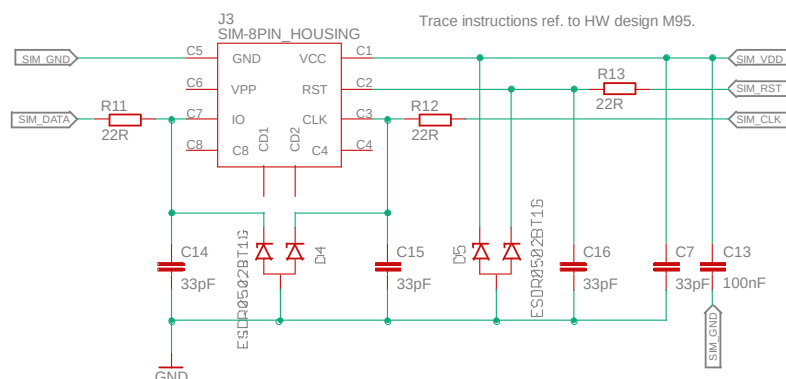 J3
SIM-8PIN_HOUSING
Trace instructions ref. to HW design M95.
SIM_GND
C5
GND
VCC
C1
SIM_VDD
C6
VPP
RST
C2
R13
22R
SIM_RST
SIM_DATA
R11
22R
C7
IO
CLK
C3
R12
22R
SIM_CLK
C8
C8
CD1
CD2
C4
C4
C14
33pF
D4
C15
33pF
D5
C16
33pF
C7
33pF
C13
100nF
SIM_GND
GND